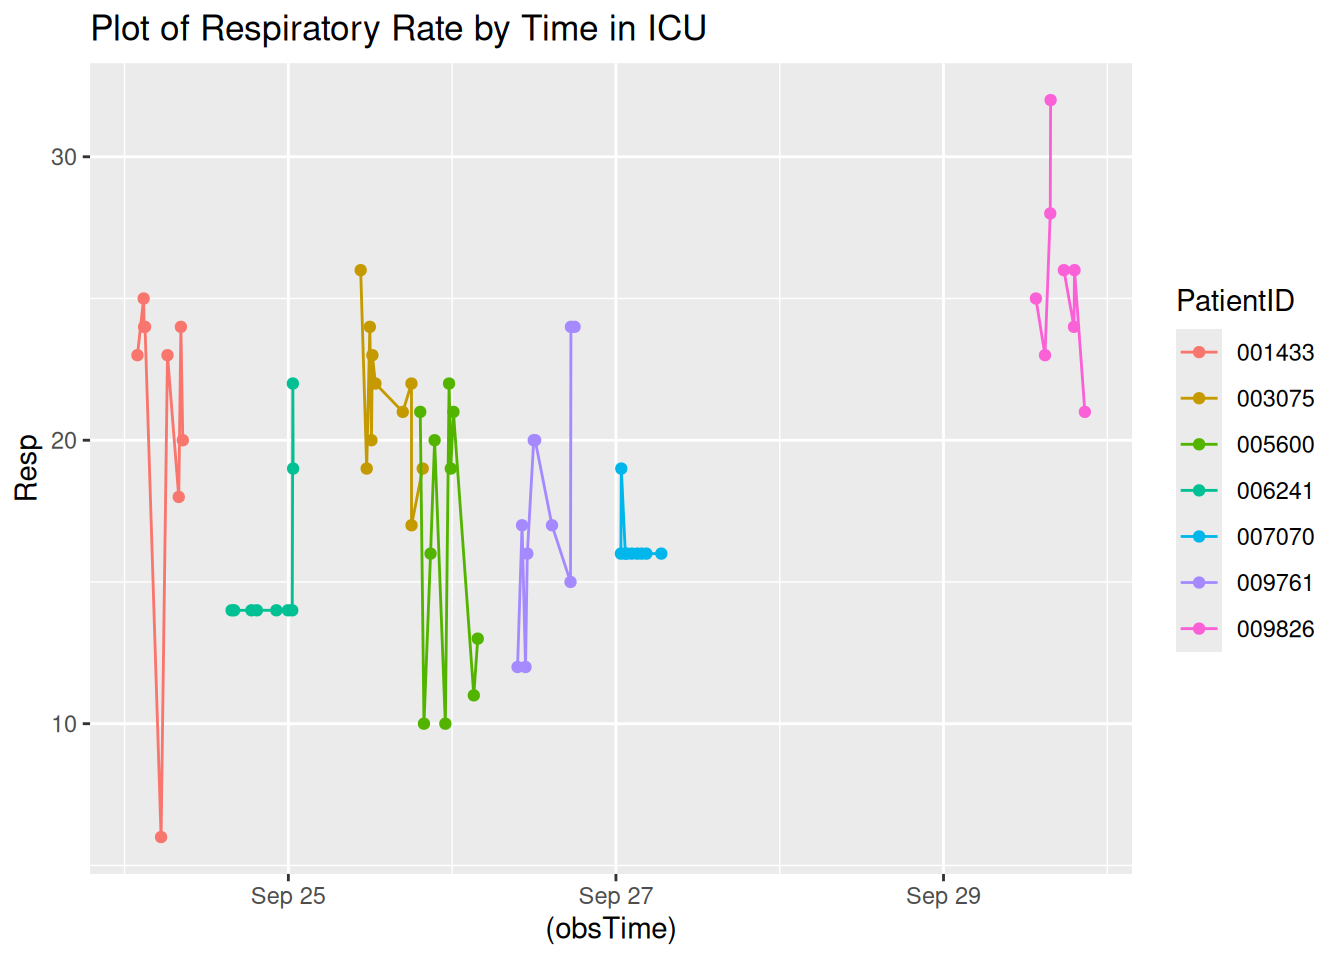 Plot of Respiratory Rate by Time in ICU
30
20
10
Resp
Sep 25
Sep 27
Sep 29
(obsTime)
PatientID
001433
003075
005600
006241
007070
009761
009826